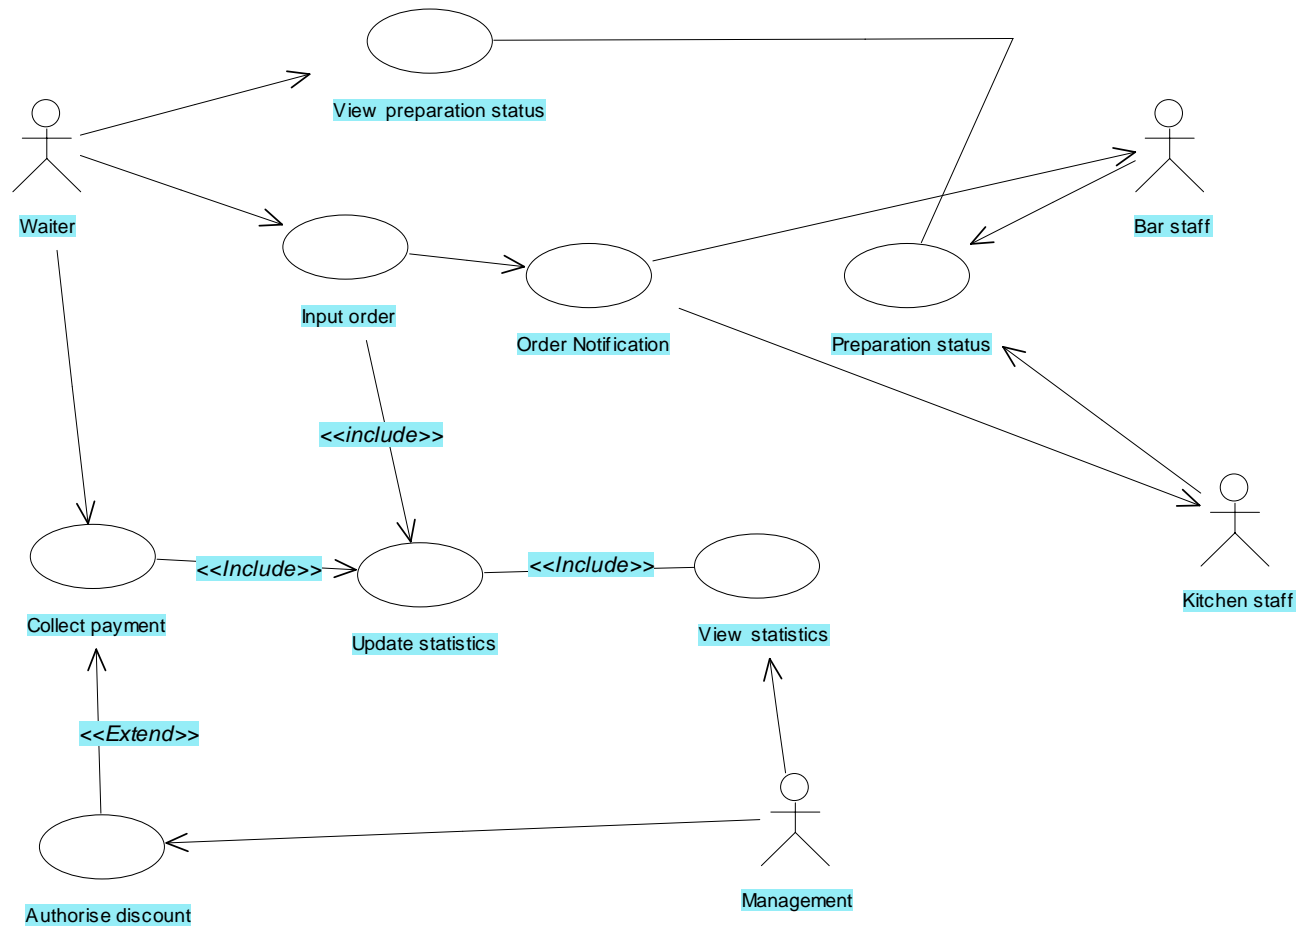 View preparation status
Waiter
Bar staff
Input order
Order Notification
Preparation status
<<include>>
<<Include>>
<<Include>>
Kitchen staff
Collect payment
Update statistics
View statistics
<<Extend>>
Management
Authorise discount